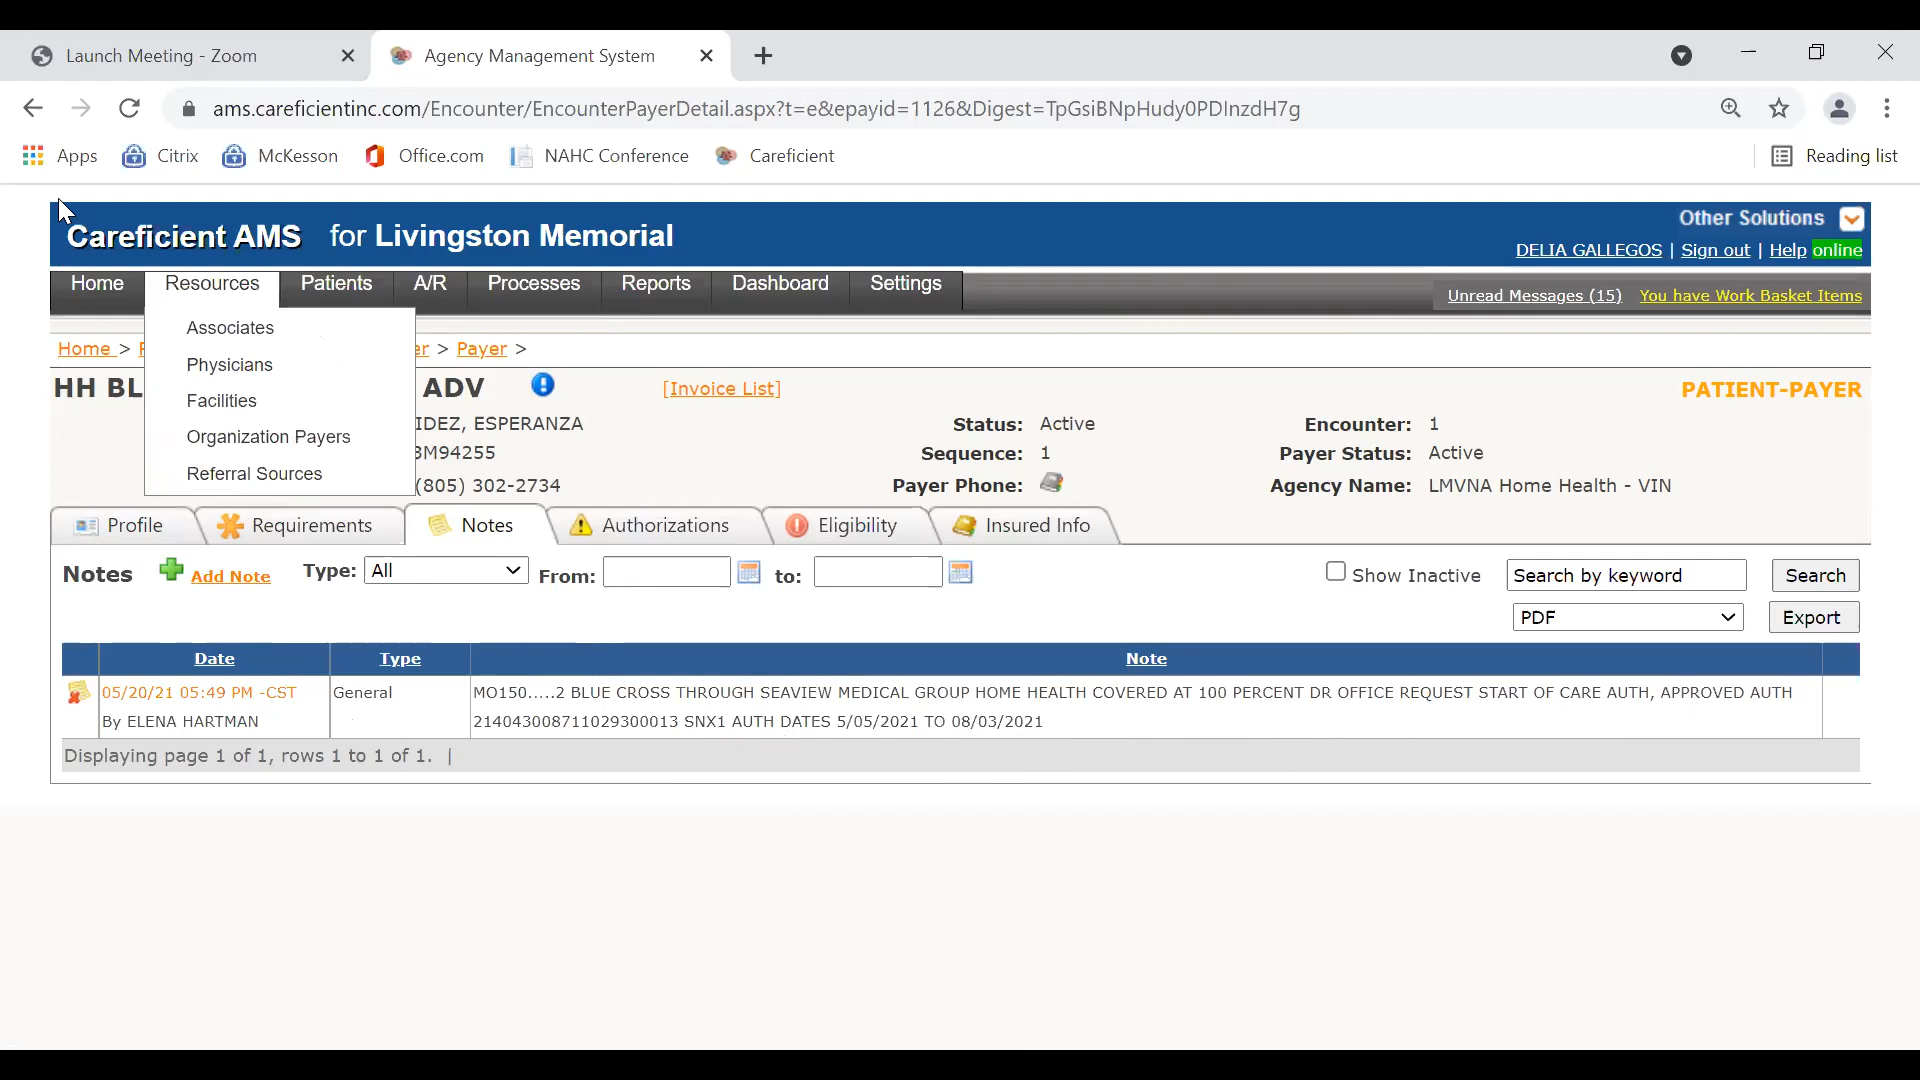 Launch Meeting - Zoom
Agency Management System
ams.careficientinc.com/Encounter/EncounterPayerDetail.aspx?t=e&epayid=1126&Digest=TpGsiBNpHudy0PDInzdH7g
Apps Citrix McKesson Office.com NAHC Conference Careficient Reading list
Careficient AMS for Livingston Memorial
Other Solutions
DELIA GALLEGOS | Sign out | Help online
Home Resources Patients A/R Processes Reports Dashboard Settings
Unread Messages (15) You have Work Basket Items
Associates
Physicians
Facilities
Organization Payers
Referral Sources
Home > er > Payer >
HH BL ADV [Invoice List] PATIENT-PAYER
IDEZ, ESPERANZA Status: Active Encounter: 1
3M94255 Sequence: 1 Payer Status: Active
(805) 302-2734 Payer Phone: Agency Name: LMVNA Home Health - VIN
Profile Requirements Notes Authorizations Eligibility Insured Info
Notes Add Note Type: All From: to: Show Inactive Search by keyword Search
PDF Export
Date Type Note
05/20/21 05:49 PM -CST General MO150.....2 BLUE CROSS THROUGH SEAVIEW MEDICAL GROUP HOME HEALTH COVERED AT 100 PERCENT DR OFFICE REQUEST START OF CARE AUTH, APPROVED AUTH
By ELENA HARTMAN 214043008711029300013 SNX1 AUTH DATES 5/05/2021 TO 08/03/2021
Displaying page 1 of 1, rows 1 to 1 of 1. |